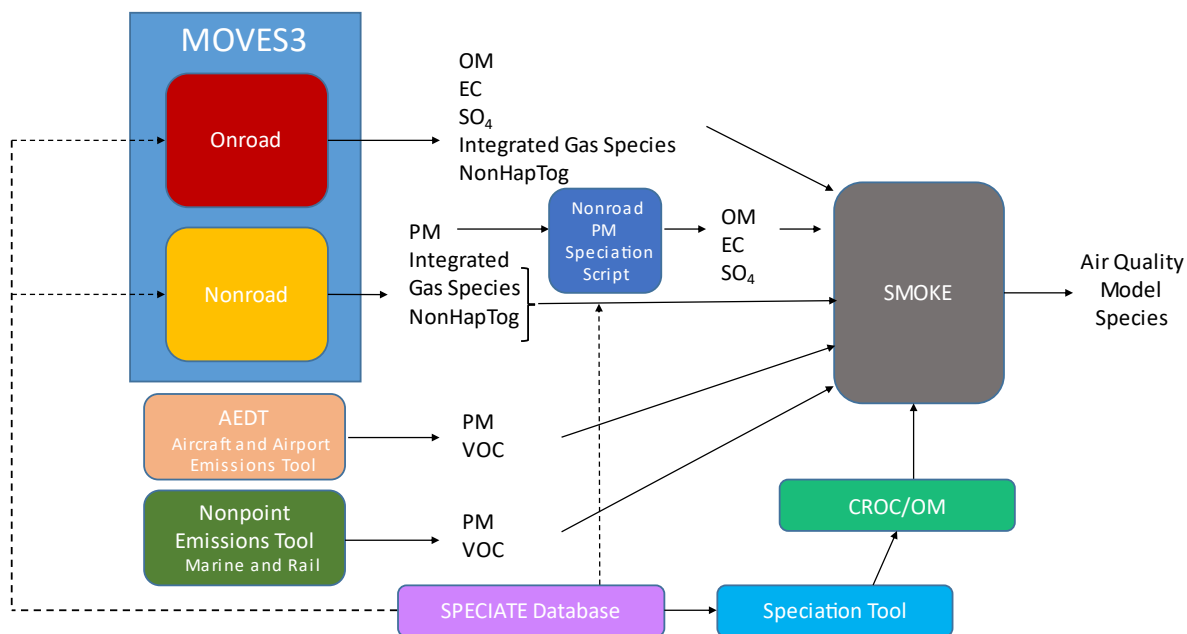 MOVES3
Onroad
OM
EC
SO₄
Integrated Gas Species
NonHapTog
Nonroad
PM
Integrated
Gas Species
NonHapTog
Nonroad
PM
Speciation
Script
OM
EC
SO₄
SMOKE
Air Quality
Model
Species
AEDT
Aircraft and Airport
Emissions Tool
PM
VOC
Nonpoint
Emissions Tool
Marine and Rail
PM
VOC
CROC/OM
SPECIATE Database
Speciation Tool